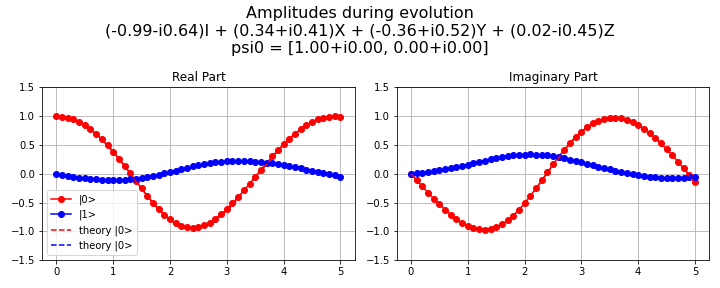 Amplitudes during evolution
(-0.99-i0.64)I + (0.34+i0.41)X + (-0.36+i0.52)Y + (0.02-i0.45)Z
psi0 = [1.00+i0.00, 0.00+i0.00]
Real Part
1.5
1.0
0.5
0.0
−0.5
−1.0
−1.5
|0>
|1>
theory |0>
theory |0>
0 1 2 3 4 5
Imaginary Part
1.5
1.0
0.5
0.0
−0.5
−1.0
−1.5
0 1 2 3 4 5